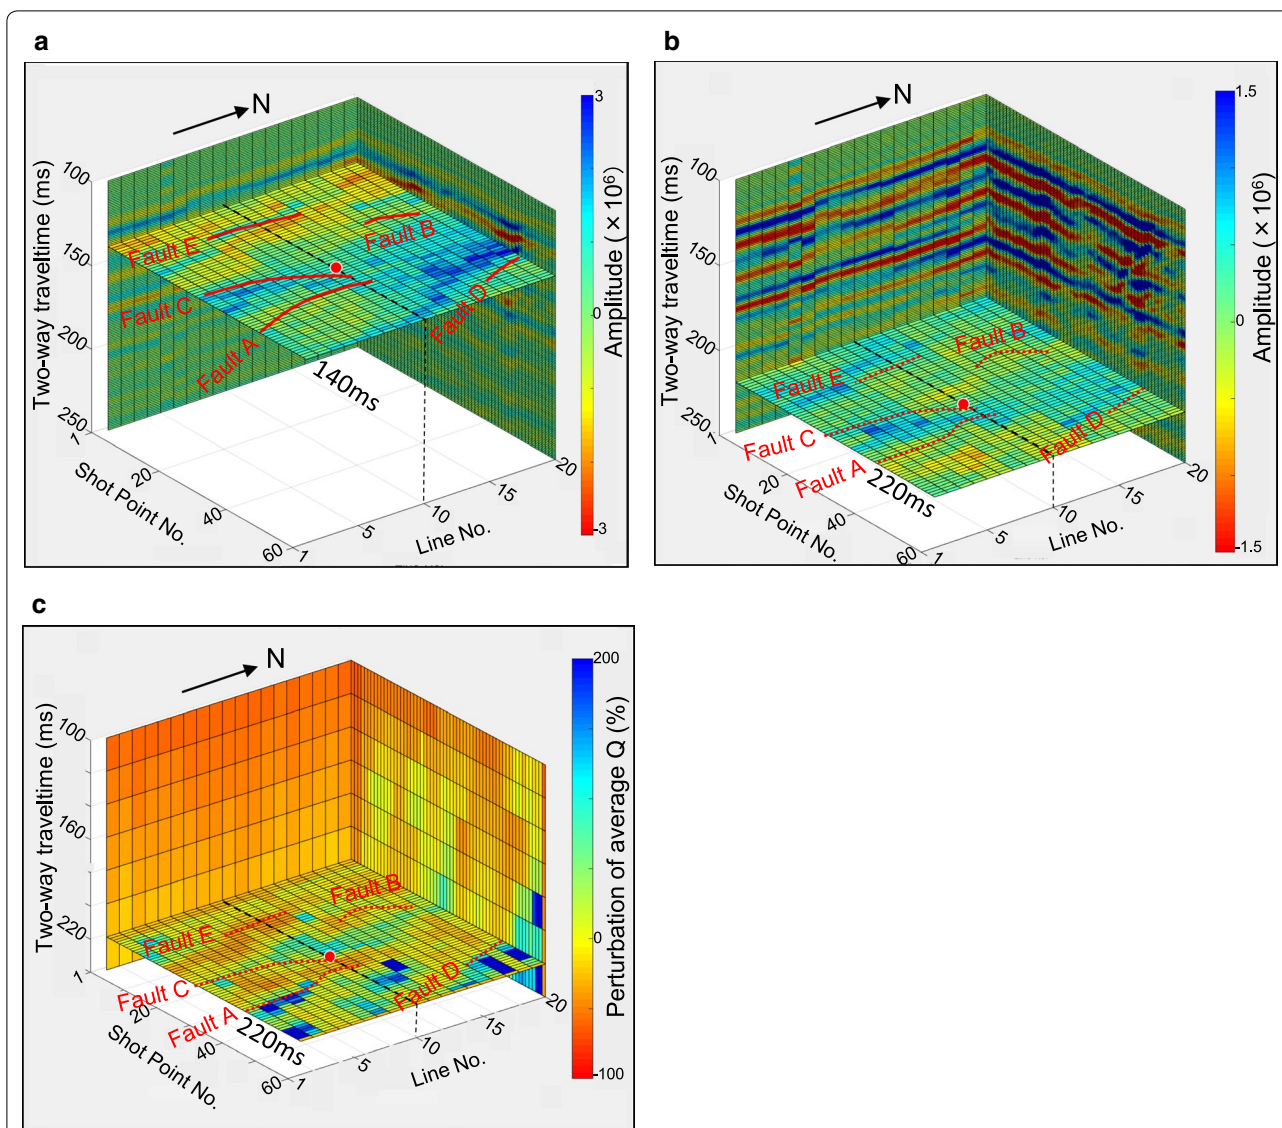 a
N
Two-way traveltime (ms)
100
150
200
250
1
20
40
60
Shot Point No.
1
5
10
15
20
Line No.
Fault E
Fault B
Fault C
Fault D
Fault A
140ms
3
0
-3
Amplitude (×10⁶)
b
N
Two-way traveltime (ms)
100
150
200
250
1
20
40
60
Shot Point No.
1
5
10
15
20
Line No.
Fault B
Fault E
Fault C
Fault D
Fault A
220ms
1.5
0
-1.5
Amplitude (×10⁶)
c
N
Two-way traveltime (ms)
100
160
220
1
20
40
60
Shot Point No.
1
5
10
15
20
Line No.
Fault B
Fault E
Fault C
Fault D
Fault A
220ms
200
0
-100
Perturbation of average Q (%)